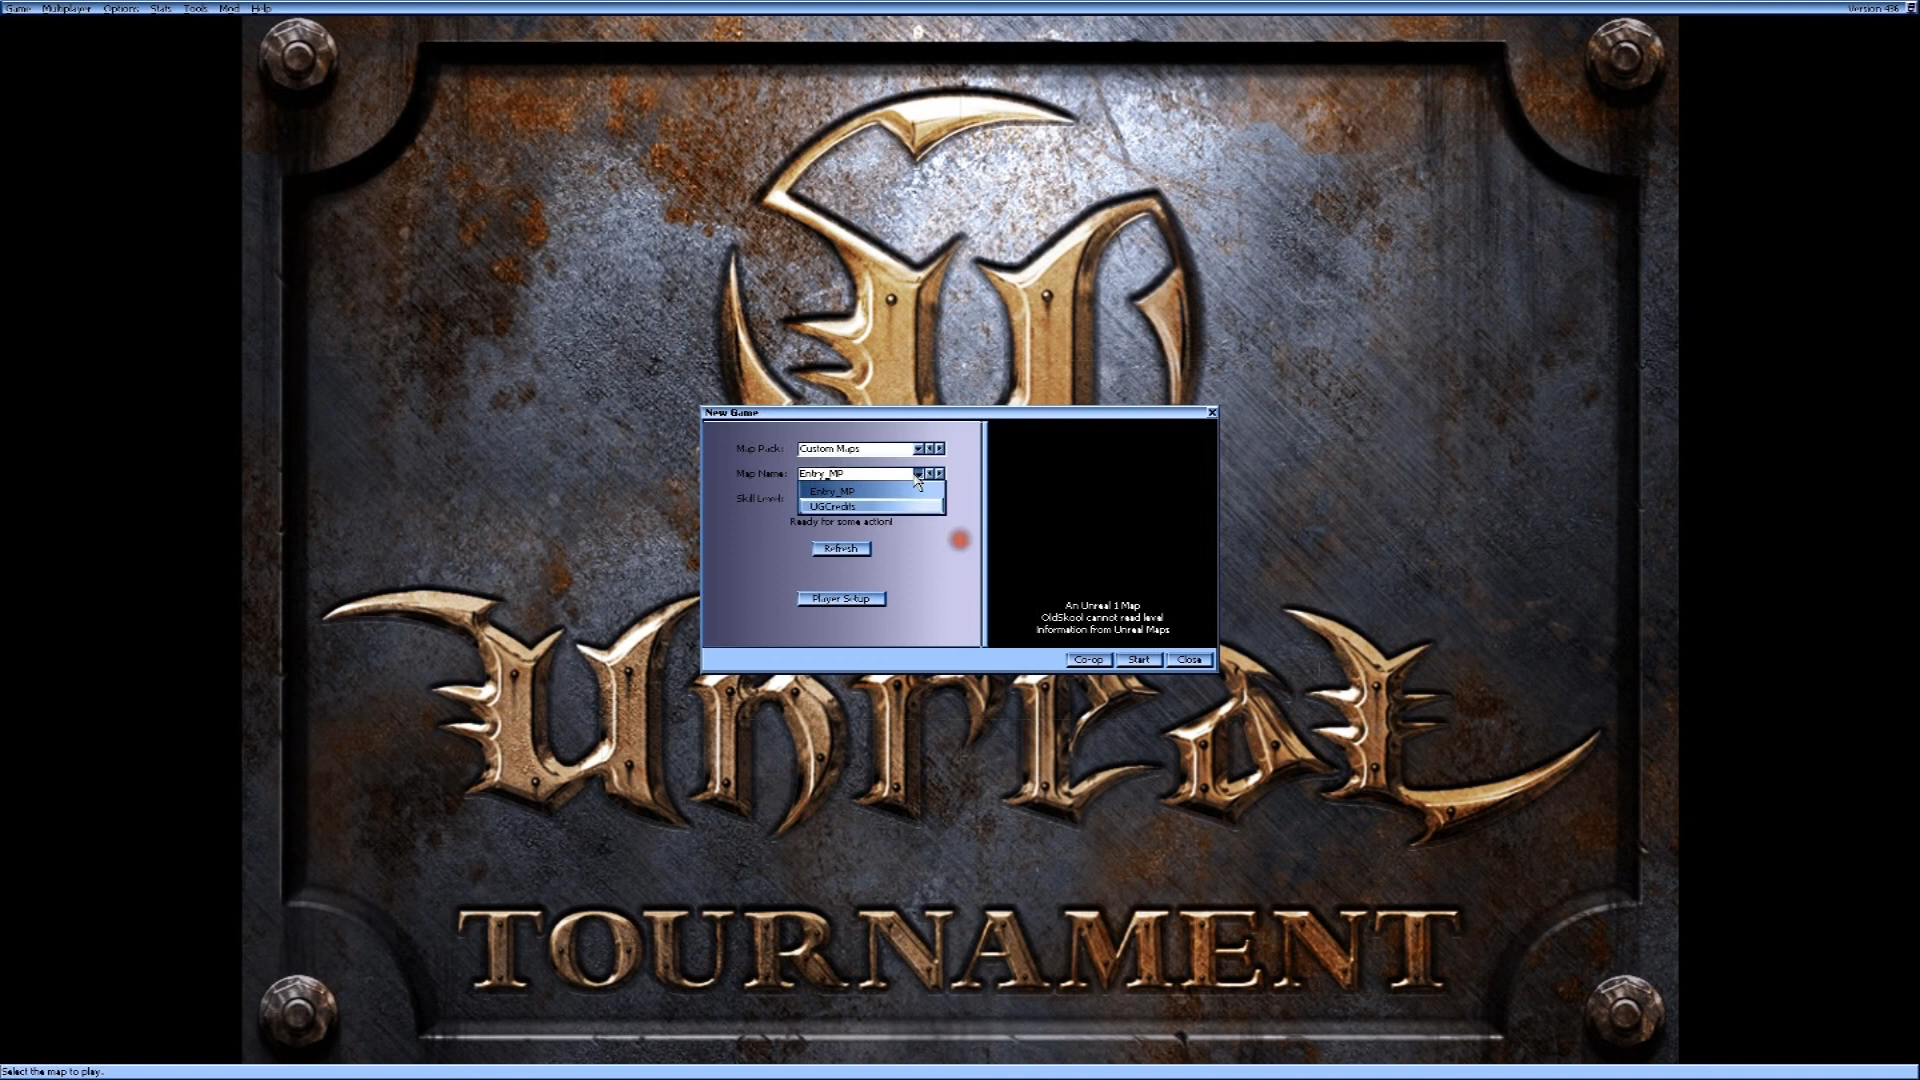 Game Multiplayer Options Stats Tools Mod Help Version 436
New Game
Map Pack: Custom Maps
Map Name: Entry_MP
Entry_MP
Skill Level:
UGCredits
Ready for some action!
Refresh
Player Setup
An Unreal 1 Map
OldSkool cannot read level
information from Unreal Maps
Co-op Start Close
Unreal
TOURNAMENT
Select the map to play.